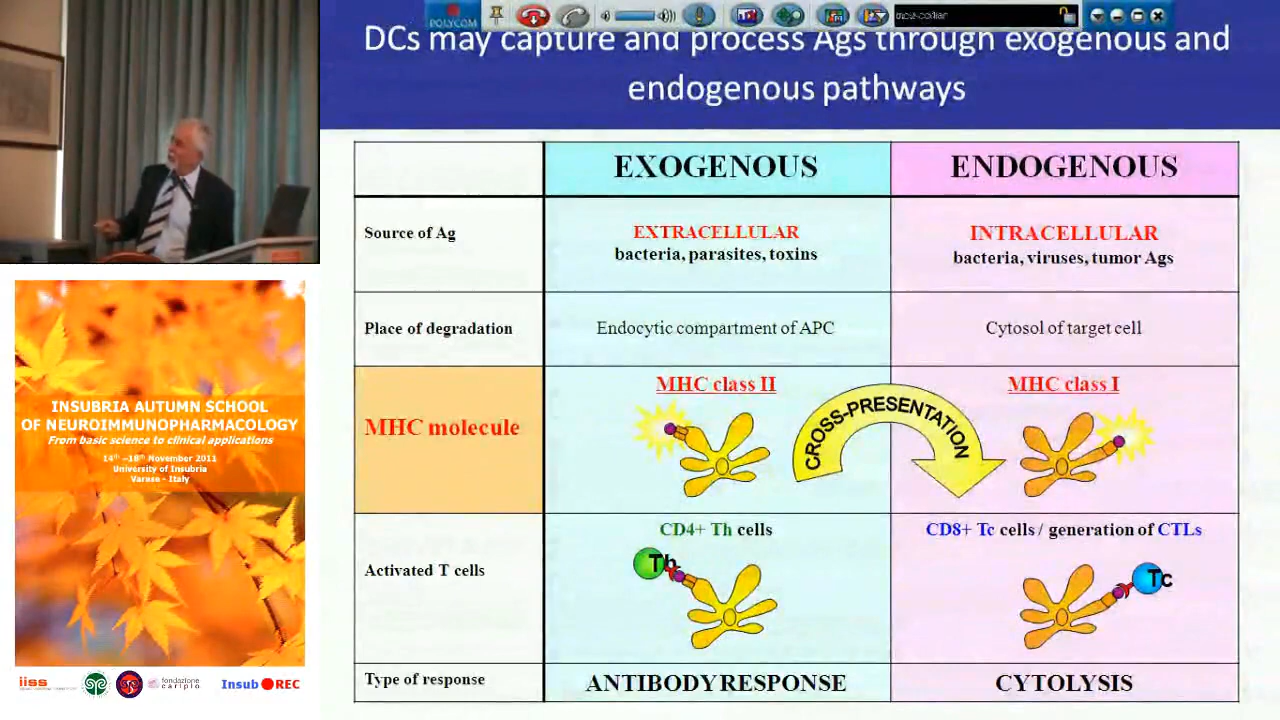 POLYCOM
DCs may capture and process Ags through exogenous and
endogenous pathways
EXOGENOUS
ENDOGENOUS
Source of Ag
EXTRACELLULAR
bacteria, parasites, toxins
INTRACELLULAR
bacteria, viruses, tumor Ags
Place of degradation
Endocytic compartment of APC
Cytosol of target cell
MHC molecule
MHC class II
CROSS-PRESENTATION
MHC class I
Activated T cells
CD4+ Th cells
Th
CD8+ Tc cells / generation of CTLs
Tc
Type of response
ANTIBODY RESPONSE
CYTOLYSIS
INSUBRIA AUTUMN SCHOOL
OF NEUROIMMUNOPHARMACOLOGY
From basic science to clinical applications
14th –18th November 2011
University of Insubria
Varese - Italy
iiss
fondazione
cariplo
Insub REC